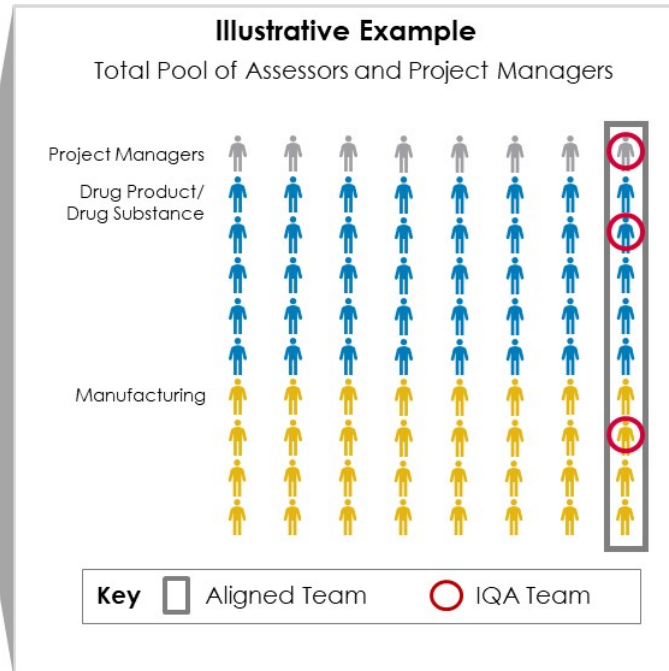 Illustrative Example
Total Pool of Assessors and Project Managers
Project Managers
Drug Product/
Drug Substance
Manufacturing
Key Aligned Team IQA Team